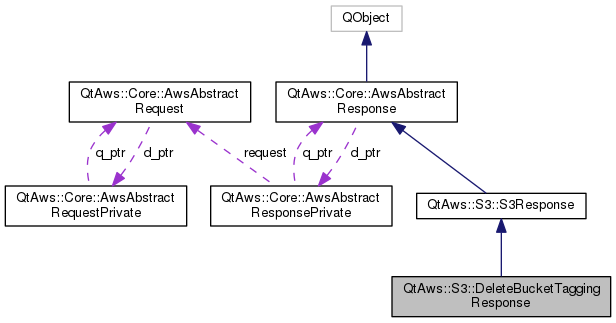 QObject
QtAws::Core::AwsAbstract
Request
QtAws::Core::AwsAbstract
Response
q_ptr
d_ptr
request
q_ptr
d_ptr
QtAws::Core::AwsAbstract
RequestPrivate
QtAws::Core::AwsAbstract
ResponsePrivate
QtAws::S3::S3Response
QtAws::S3::DeleteBucketTagging
Response